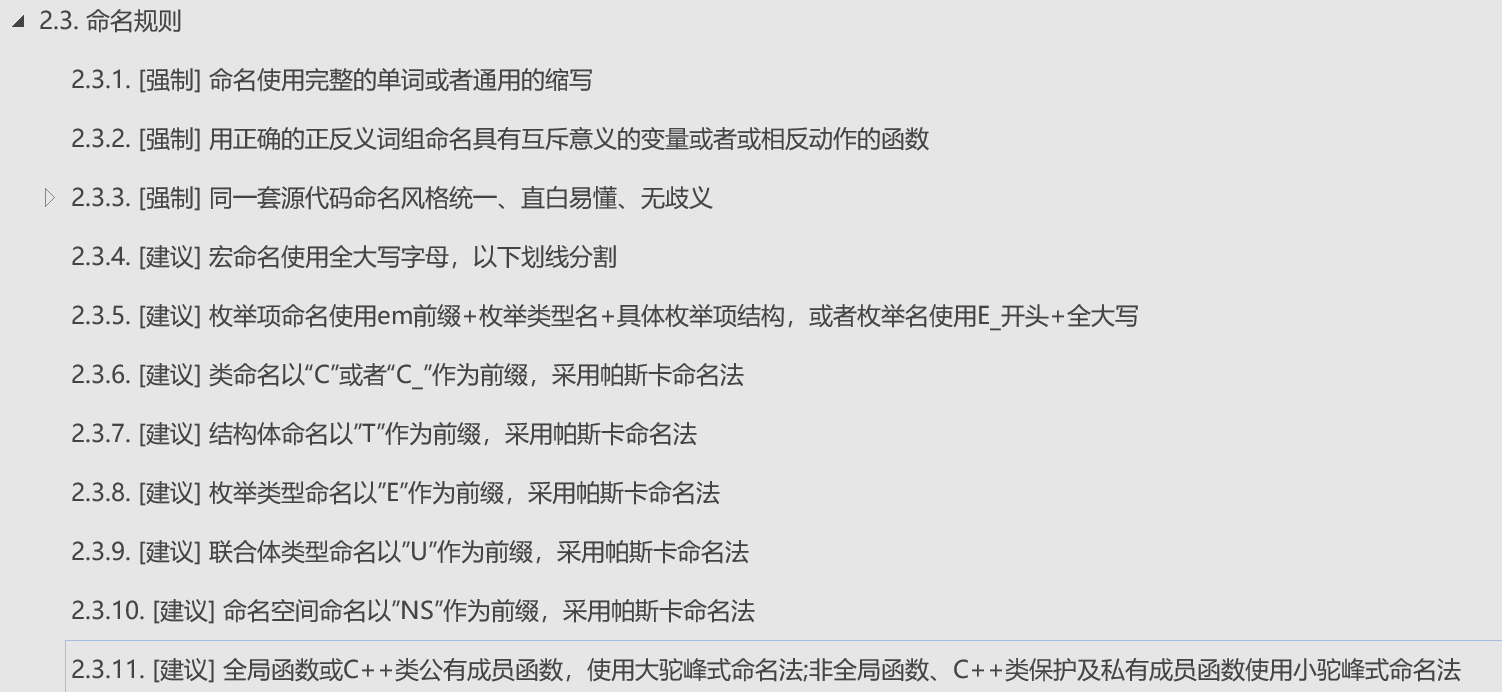 2.3. 命名规则
2.3.1. [强制] 命名使用完整的单词或者通用的缩写
2.3.2. [强制] 用正确的正反义词组命名具有互斥意义的变量或者或相反动作的函数
2.3.3. [强制] 同一套源代码命名风格统一、直白易懂、无歧义
2.3.4. [建议] 宏命名使用全大写字母，以下划线分割
2.3.5. [建议] 枚举项命名使用em前缀+枚举类型名+具体枚举项结构，或者枚举名使用E_开头+全大写
2.3.6. [建议] 类命名以“C”或者“C_”作为前缀，采用帕斯卡命名法
2.3.7. [建议] 结构体命名以”T”作为前缀，采用帕斯卡命名法
2.3.8. [建议] 枚举类型命名以”E”作为前缀，采用帕斯卡命名法
2.3.9. [建议] 联合体类型命名以”U”作为前缀，采用帕斯卡命名法
2.3.10. [建议] 命名空间命名以”NS”作为前缀，采用帕斯卡命名法
2.3.11. [建议] 全局函数或C++类公有成员函数，使用大驼峰式命名法;非全局函数、C++类保护及私有成员函数使用小驼峰式命名法